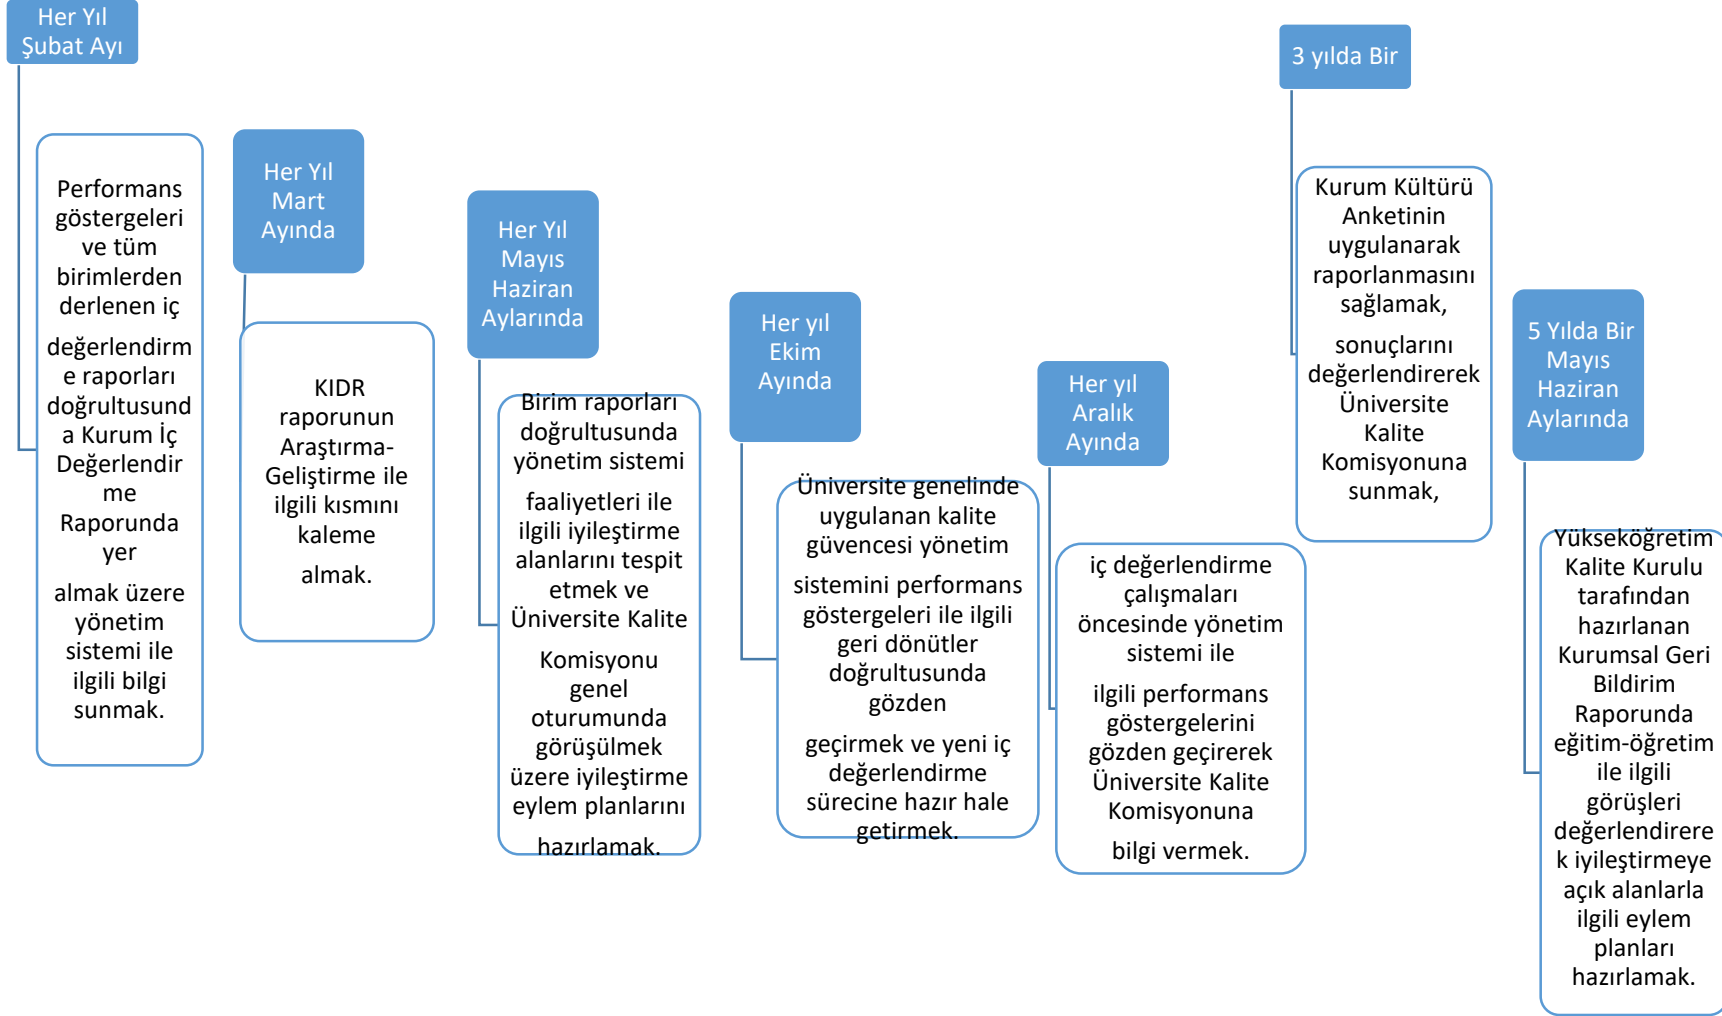 Her Yıl
Şubat Ayı
Performans
göstergeleri
ve tüm
birimlerden
derlenen iç
değerlendirm
e raporları
doğrultusund
a Kurum İç
Değerlendir
me
Raporunda
yer
almak üzere
yönetim
sistemi ile
ilgili bilgi
sunmak.
Her Yıl
Mart
Ayında
KIDR
raporunun
Araştırma-
Geliştirme ile
ilgili kısmını
kaleme
almak.
Her Yıl
Mayıs
Haziran
Aylarında
Birim raporları
doğrultusunda
yönetim sistemi
faaliyetleri ile
ilgili iyileştirme
alanlarını tespit
etmek ve
Üniversite Kalite
Komisyonu
genel
oturumunda
görüşülmek
üzere iyileştirme
eylem planlarını
hazırlamak.
Her yıl
Ekim
Ayında
Üniversite genelinde
uygulanan kalite
güvencesi yönetim
sistemini performans
göstergeleri ile ilgili
geri dönütler
doğrultusunda
gözden
geçirmek ve yeni iç
değerlendirme
sürecine hazır hale
getirmek.
Her yıl
Aralık
Ayında
iç değerlendirme
çalışmaları
öncesinde yönetim
sistemi ile
ilgili performans
göstergelerini
gözden geçirerek
Üniversite Kalite
Komisyonuna
bilgi vermek.
3 yılda Bir
Kurum Kültürü
Anketinin
uygulanarak
raporlanmasını
sağlamak,
sonuçlarını
değerlendirerek
Üniversite
Kalite
Komisyonuna
sunmak,
5 Yılda Bir
Mayıs
Haziran
Aylarında
Yükseköğretim
Kalite Kurulu
tarafından
hazırlanan
Kurumsal Geri
Bildirim
Raporunda
eğitim-öğretim
ile ilgili
görüşleri
değerlendirere
k iyileştirmeye
açık alanlarla
ilgili eylem
planları
hazırlamak.